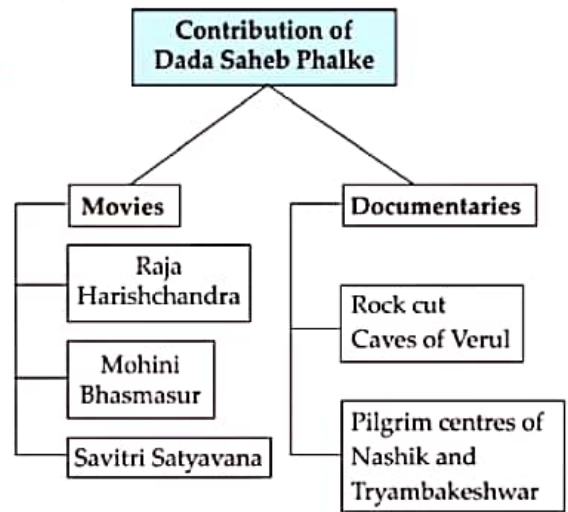 Contribution of
Dada Saheb Phalke
Movies
Raja
Harishchandra
Mohini
Bhasmasur
Savitri Satyavana
Documentaries
Rock cut
Caves of Verul
Pilgrim centres of
Nashik and
Tryambakeshwar